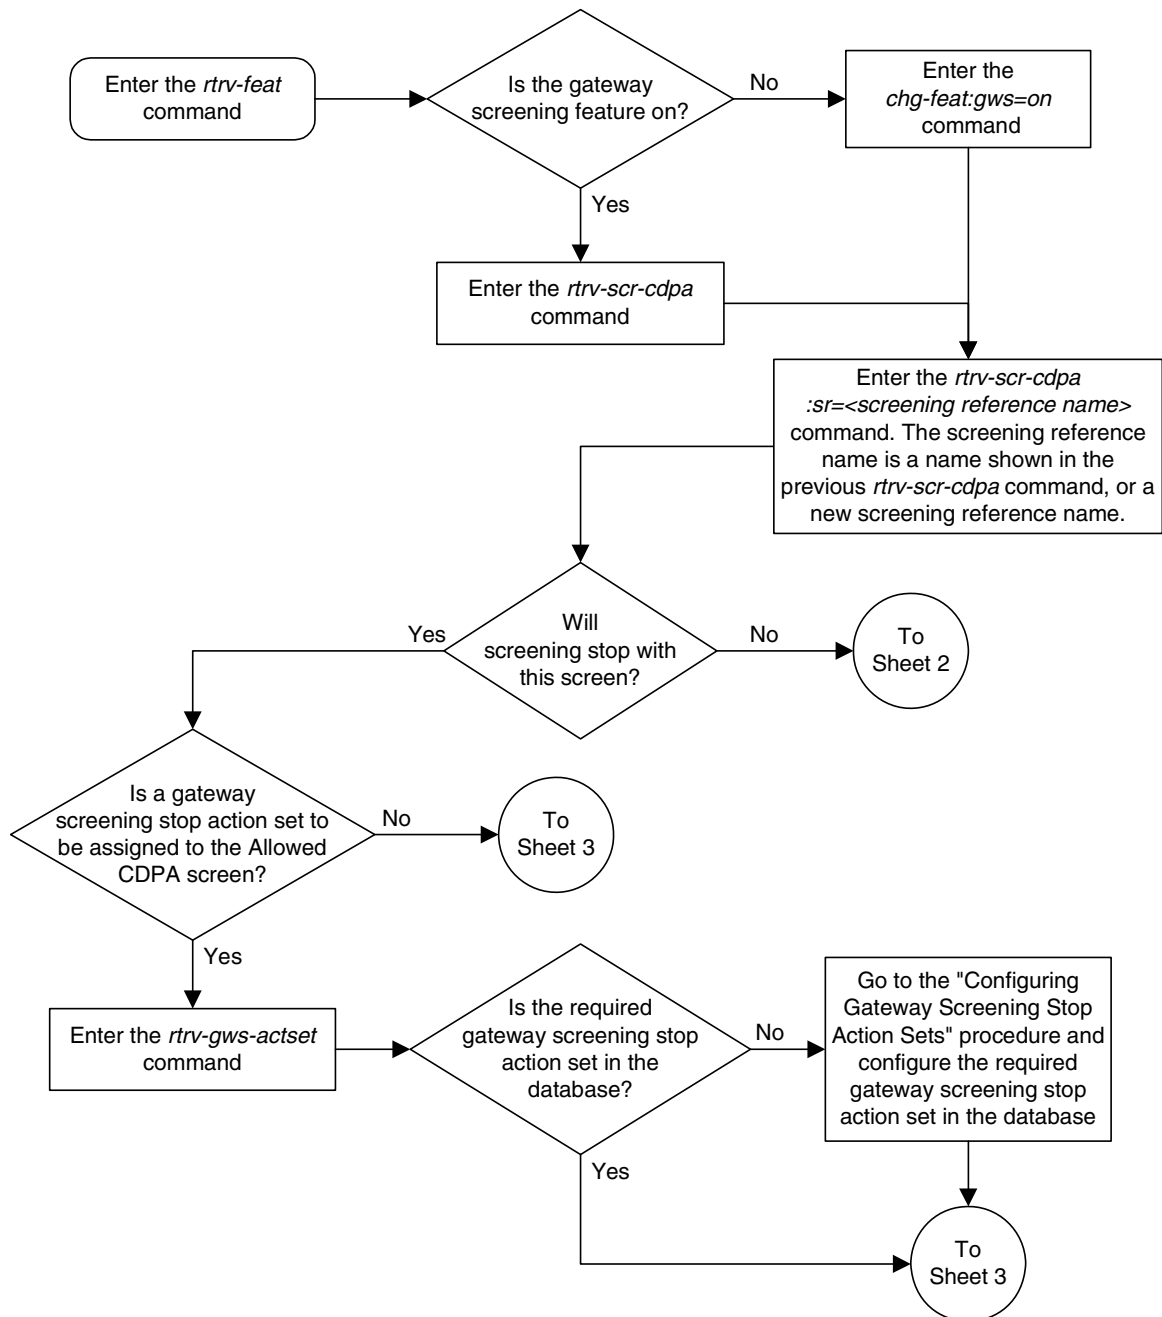 Enter the rtrv-feat
command
Is the gateway
screening feature on?
No
Enter the
chg-feat:gws=on
command
Yes
Enter the rtrv-scr-cdpa
command
Enter the rtrv-scr-cdpa
:sr=<screening reference name>
command. The screening reference
name is a name shown in the
previous rtrv-scr-cdpa command, or a
new screening reference name.
Will
screening stop with
this screen?
Yes
No
To
Sheet 2
Is a gateway
screening stop action set to
be assigned to the Allowed
CDPA screen?
No
To
Sheet 3
Yes
Enter the rtrv-gws-actset
command
Is the required
gateway screening stop
action set in the
database?
No
Go to the "Configuring
Gateway Screening Stop
Action Sets" procedure and
configure the required
gateway screening stop
action set in the database
Yes
To
Sheet 3